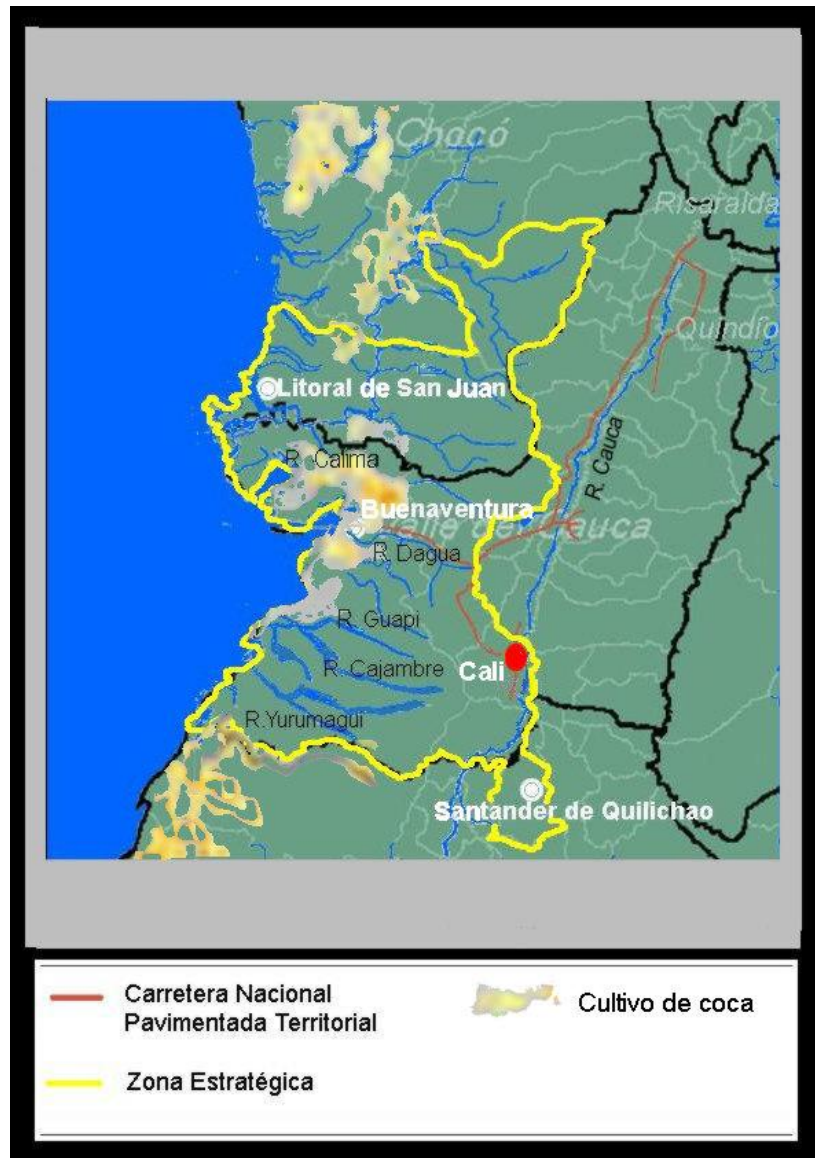 Chocó
Risaralda
Quindío
Litoral de San Juan
R. Cauca
R. Calima
Buenaventura
Valle del Cauca
R. Dagua
R. Guapi
R. Cajambre
Cali
R.Yurumagui
Santander de Quilichao
Carretera Nacional
Pavimentada Territorial
Cultivo de coca
Zona Estratégica